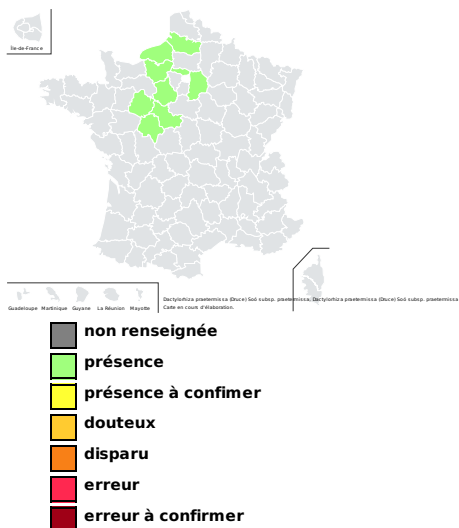 Île-de-France
Guadeloupe Martinique Guyane La Réunion Mayotte
Dactylorhiza praetermissa (Druce) Soó subsp. praetermissa, Dactylorhiza praetermissa (Druce) Soó subsp. praetermissa
Carte en cours d'élaboration.
non renseignée
présence
présence à confimer
douteux
disparu
erreur
erreur à confirmer